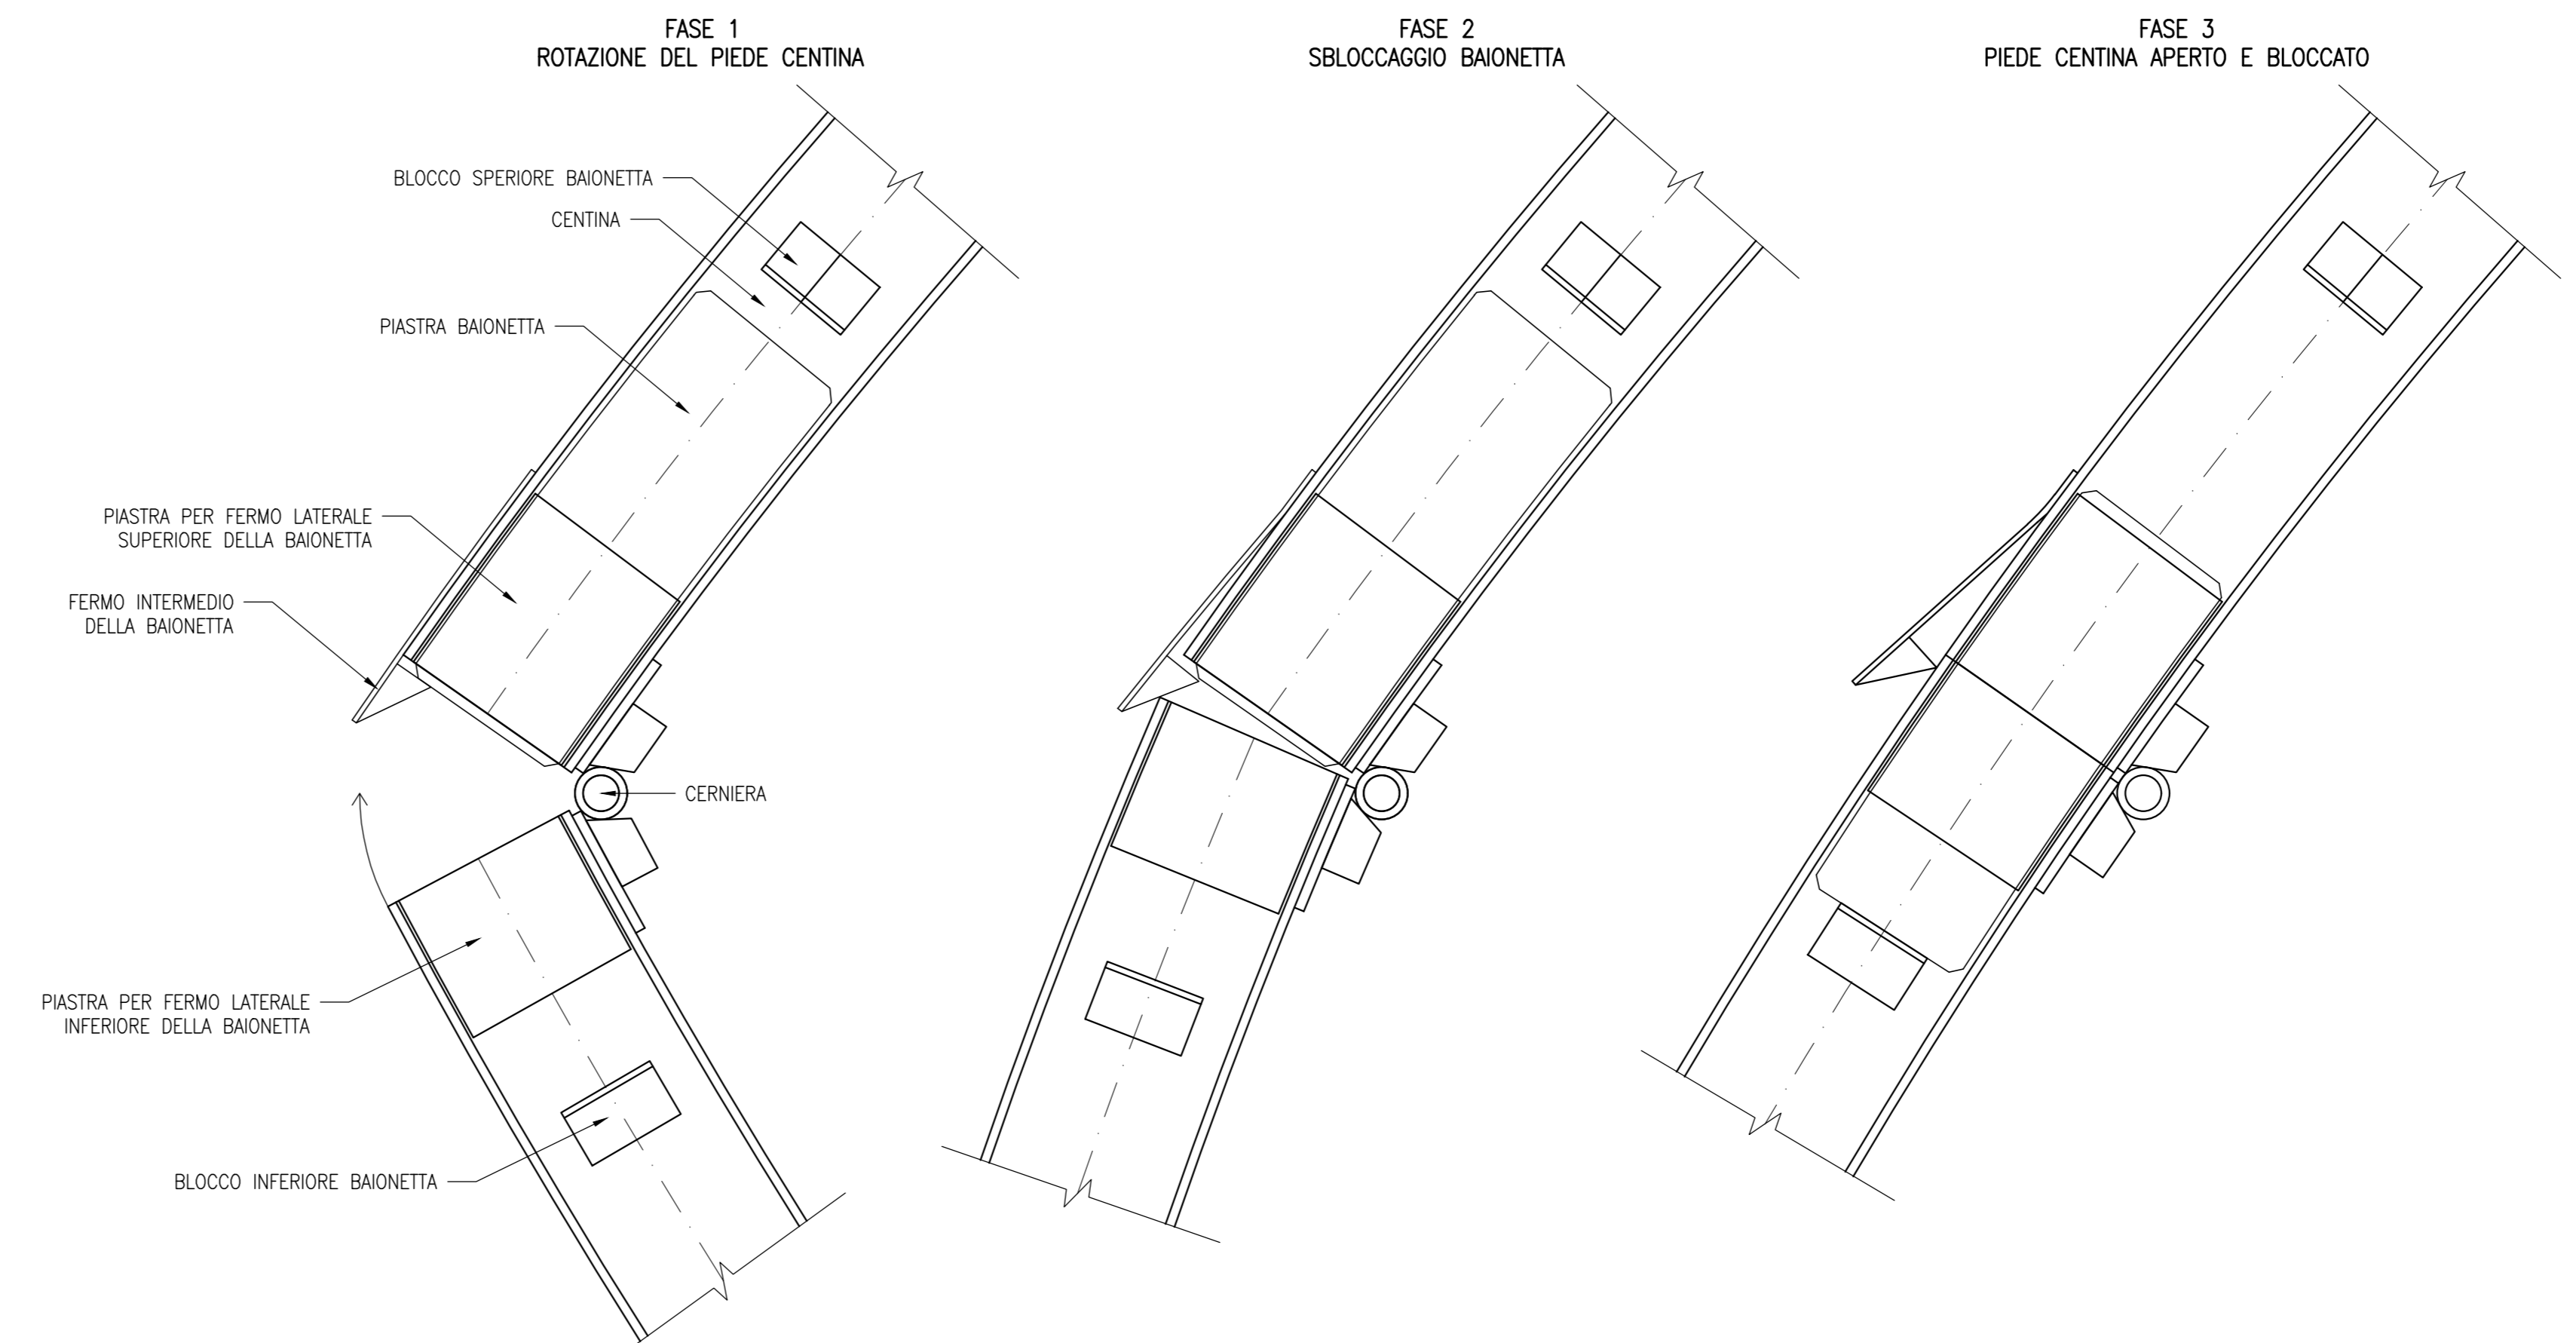 FASE 1
ROTAZIONE DEL PIEDE CENTINA
BLOCCO SPERIORE BAIONETTA
CENTINA
PIASTRA BAIONETTA
PIASTRA PER FERMO LATERALE
SUPERIORE DELLA BAIONETTA
FERMO INTERMEDIO
DELLA BAIONETTA
CERNIERA
PIASTRA PER FERMO LATERALE
INFERIORE DELLA BAIONETTA
BLOCCO INFERIORE BAIONETTA
FASE 2
SBLOCCAGGIO BAIONETTA
FASE 3
PIEDE CENTINA APERTO E BLOCCATO